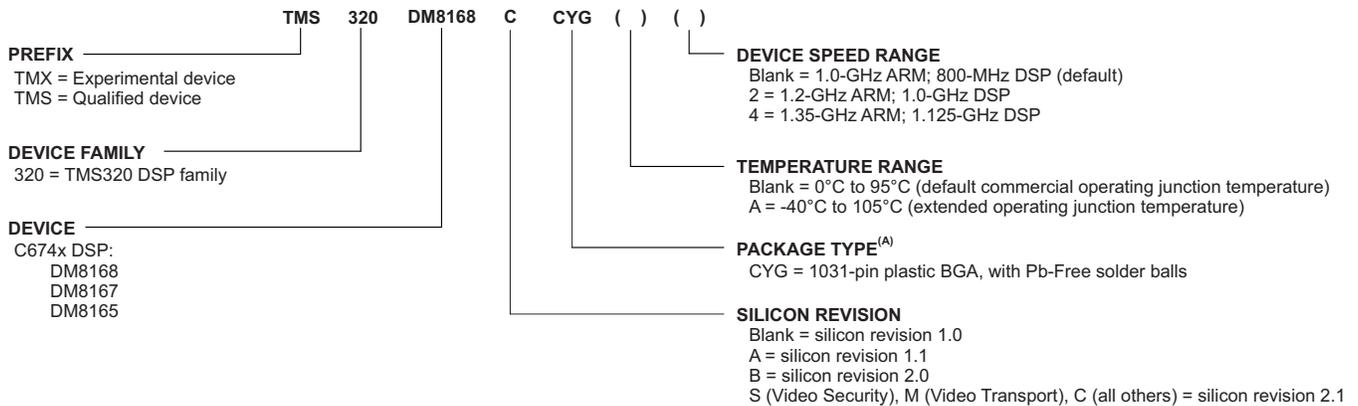 TMS 320 DM8168 C CYG ( ) ( )
PREFIX
TMX = Experimental device
TMS = Qualified device
DEVICE FAMILY
320 = TMS320 DSP family
DEVICE
C674x DSP:
DM8168
DM8167
DM8165
DEVICE SPEED RANGE
Blank = 1.0-GHz ARM; 800-MHz DSP (default)
2 = 1.2-GHz ARM; 1.0-GHz DSP
4 = 1.35-GHz ARM; 1.125-GHz DSP
TEMPERATURE RANGE
Blank = 0°C to 95°C (default commercial operating junction temperature)
A = -40°C to 105°C (extended operating junction temperature)
PACKAGE TYPE(A)
CYG = 1031-pin plastic BGA, with Pb-Free solder balls
SILICON REVISION
Blank = silicon revision 1.0
A = silicon revision 1.1
B = silicon revision 2.0
S (Video Security), M (Video Transport), C (all others) = silicon revision 2.1